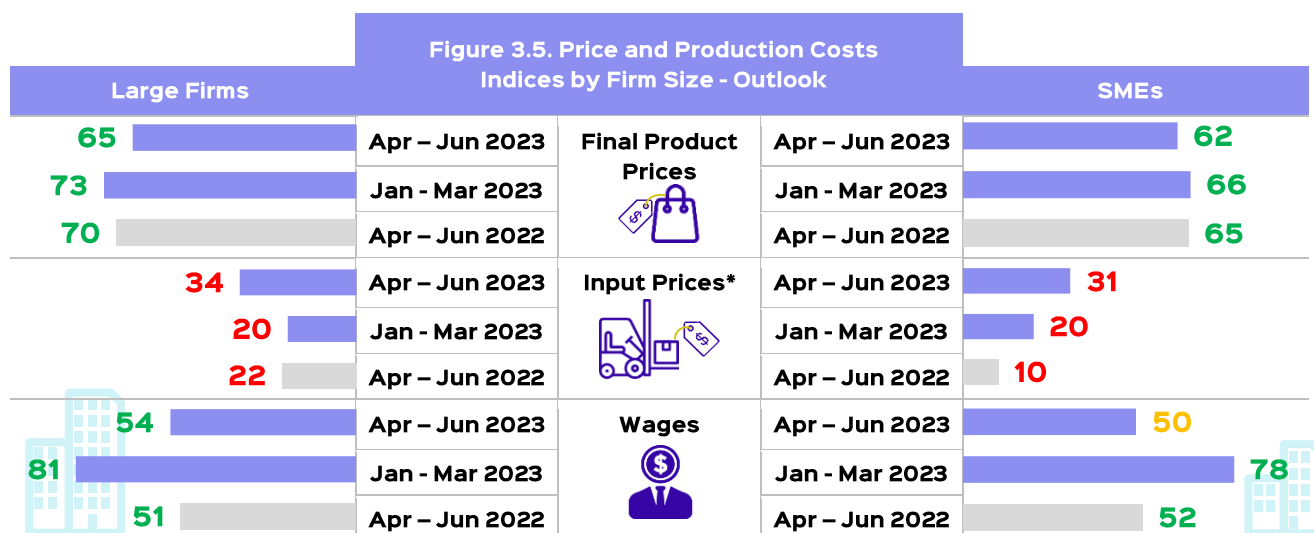 Figure 3.5. Price and Production Costs
Indices by Firm Size - Outlook
Large Firms
SMEs
65
Apr – Jun 2023
Final Product
Prices
Apr – Jun 2023
62
73
Jan - Mar 2023
$
Jan - Mar 2023
66
70
Apr – Jun 2022
Apr – Jun 2022
65
34
Apr – Jun 2023
Input Prices*
Apr – Jun 2023
31
20
Jan - Mar 2023
$
Jan - Mar 2023
20
22
Apr – Jun 2022
Apr – Jun 2022
10
54
Apr – Jun 2023
Wages
Apr – Jun 2023
50
81
Jan - Mar 2023
$
Jan - Mar 2023
78
51
Apr – Jun 2022
Apr – Jun 2022
52